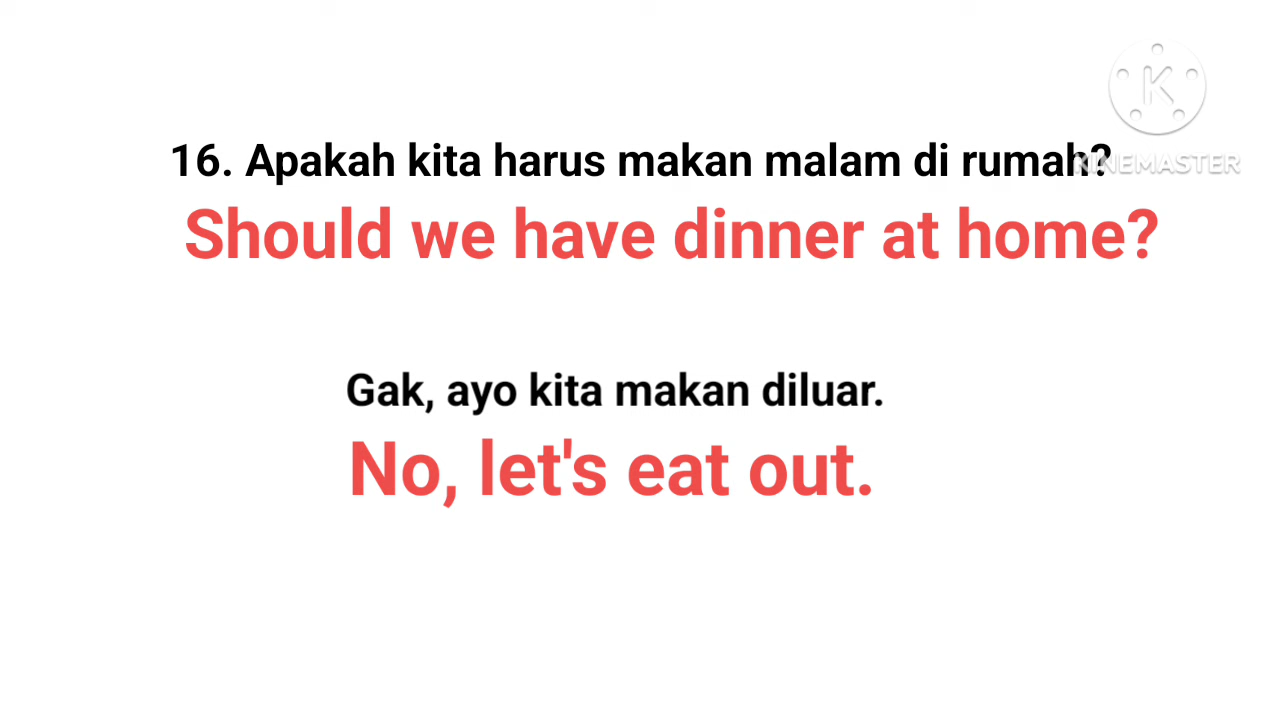 16. Apakah kita harus makan malam di rumah?
KINEMASTER
Should we have dinner at home?
Gak, ayo kita makan diluar.
No, let's eat out.